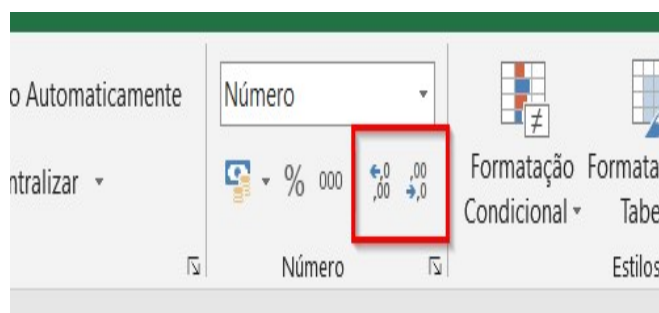 o Automaticamente
ntralizar
Número
% 000
,0
,00
,00
,0
Número
≠
Formatação
Condicional
Formata
Tabe
Estilos